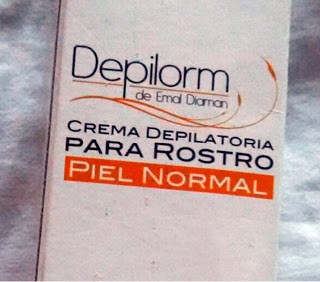 Depilorm
de Emal Diaman
CREMA DEPILATORIA
PARA ROSTRO
PIEL NORMAL